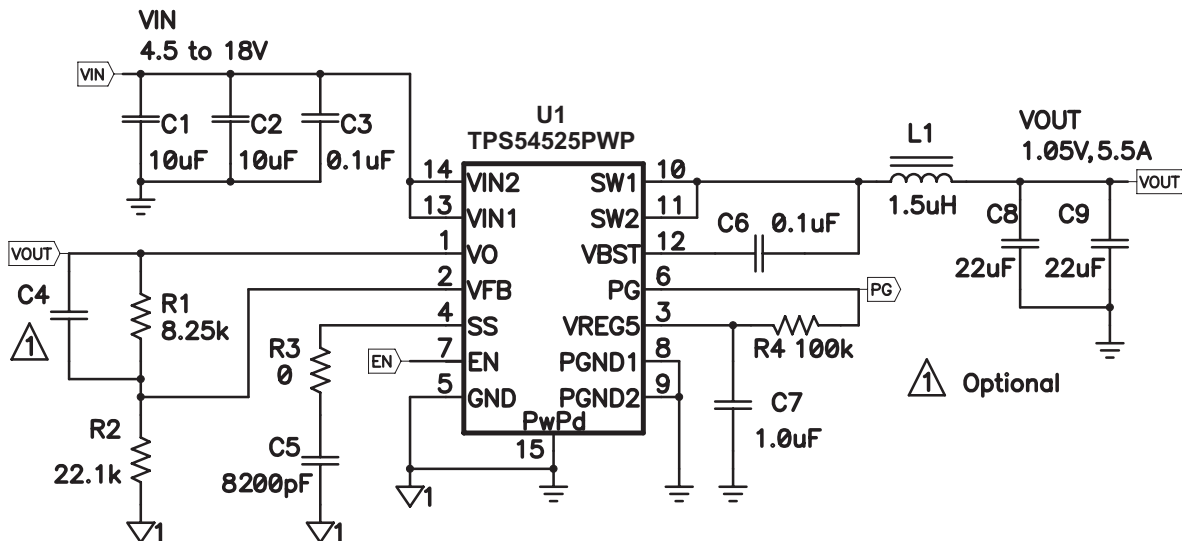 VIN
4.5 to 18V
VIN
C1
10uF
C2
10uF
C3
0.1uF
U1
TPS54525PWP
14
VIN2
13
VIN1
1
VO
2
VFB
4
SS
7
EN
5
GND
SW1
10
SW2
11
VBST
12
PG
6
VREG5
3
PGND1
8
PGND2
9
PwPd
15
VOUT
C4
1
R1
8.25k
R2
22.1k
1
R3
0
C5
8200pF
1
EN
1
C6
0.1uF
L1
1.5uH
VOUT
1.05V, 5.5A
VOUT
C8
22uF
C9
22uF
PG
R4 100k
C7
1.0uF
1 Optional